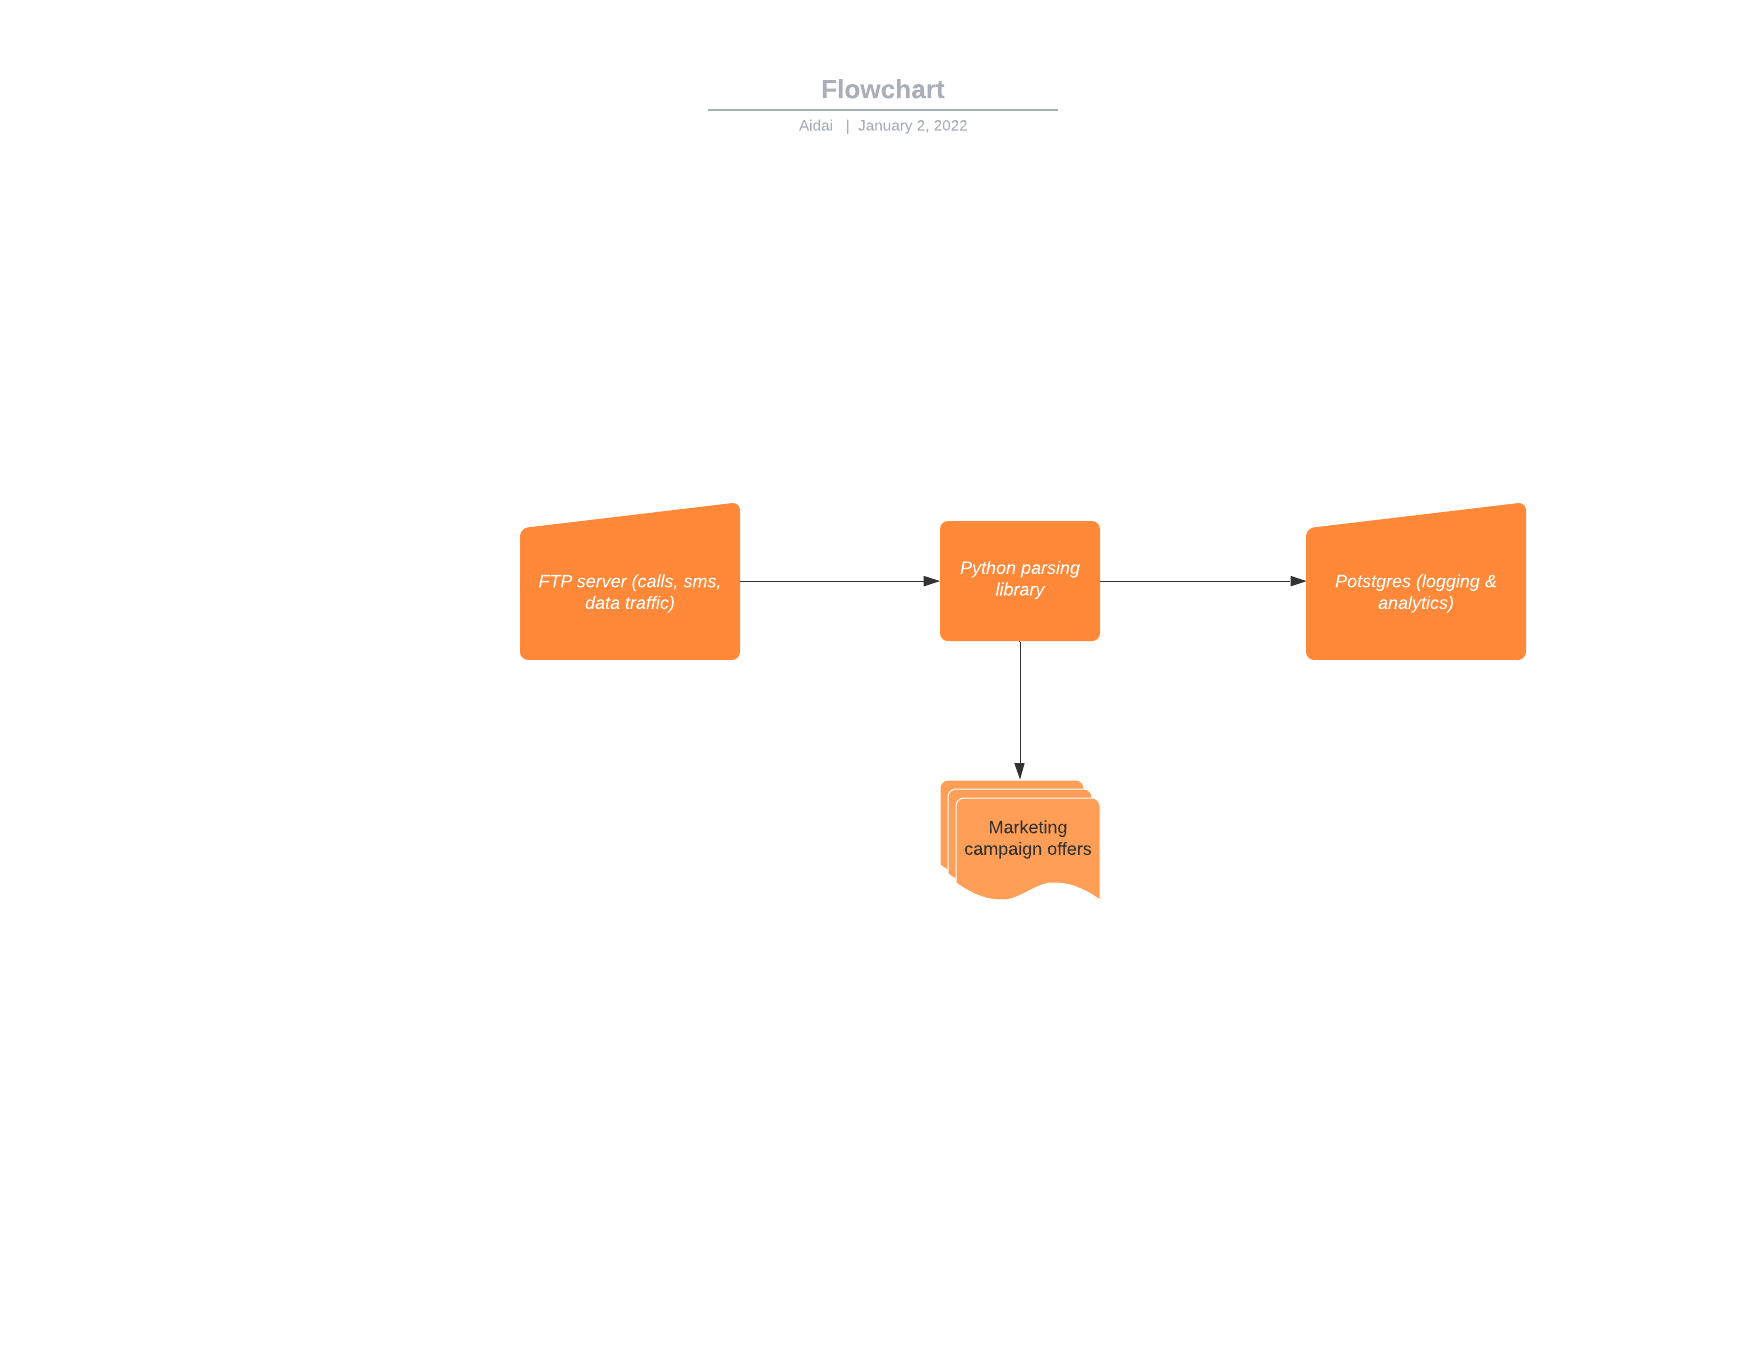 Flowchart
Aidai | January 2, 2022
FTP server (calls, sms,
data traffic)
Python parsing
library
Potstgres (logging &
analytics)
Marketing
campaign offers